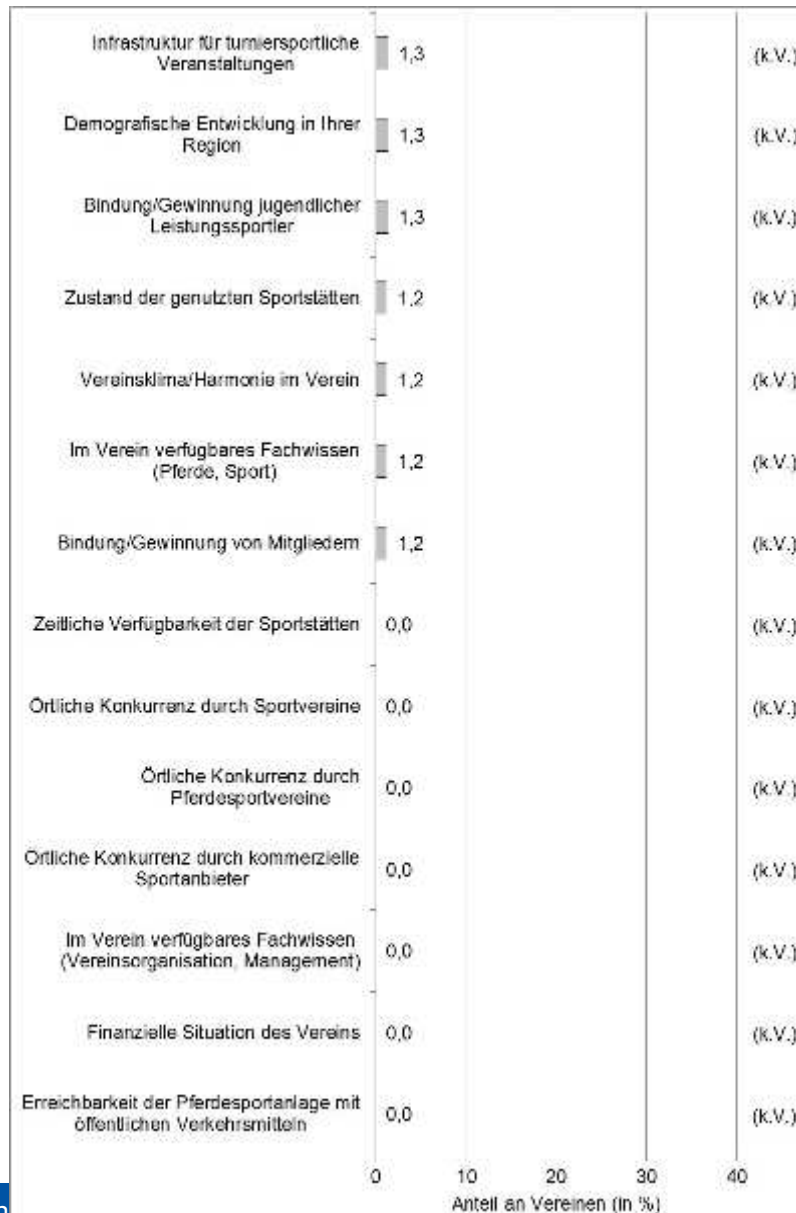 Infrastruktur für turniersportliche
Veranstaltungen
1,3
(k.V.)
Demografische Entwicklung in Ihrer
Region
1,3
(k.V.)
Bindung/Gewinnung jugendlicher
Leistungssportler
1,3
(k.V.)
Zustand der genutzten Sportstätten
1,2
(k.V.)
Vereinsklima/Harmonie im Verein
1,2
(k.V.)
Im Verein verfügbares Fachwissen
(Pferde, Sport)
1,2
(k.V.)
Bindung/Gewinnung von Mitgliedern
1,2
(k.V.)
Zeitliche Verfügbarkeit der Sportstätten
0,0
(k.V.)
Örtliche Konkurrenz durch Sportvereine
0,0
(k.V.)
Örtliche Konkurrenz durch
Pferdesportvereine
0,0
(k.V.)
Örtliche Konkurrenz durch kommerzielle
Sportanbieter
0,0
(k.V.)
Im Verein verfügbares Fachwissen
(Vereinsorganisation, Management)
0,0
(k.V.)
Finanzielle Situation des Vereins
0,0
(k.V.)
Erreichbarkeit der Pferdesportanlage mit
öffentlichen Verkehrsmitteln
0,0
(k.V.)
0 10 20 30 40
Anteil an Vereinen (in %)